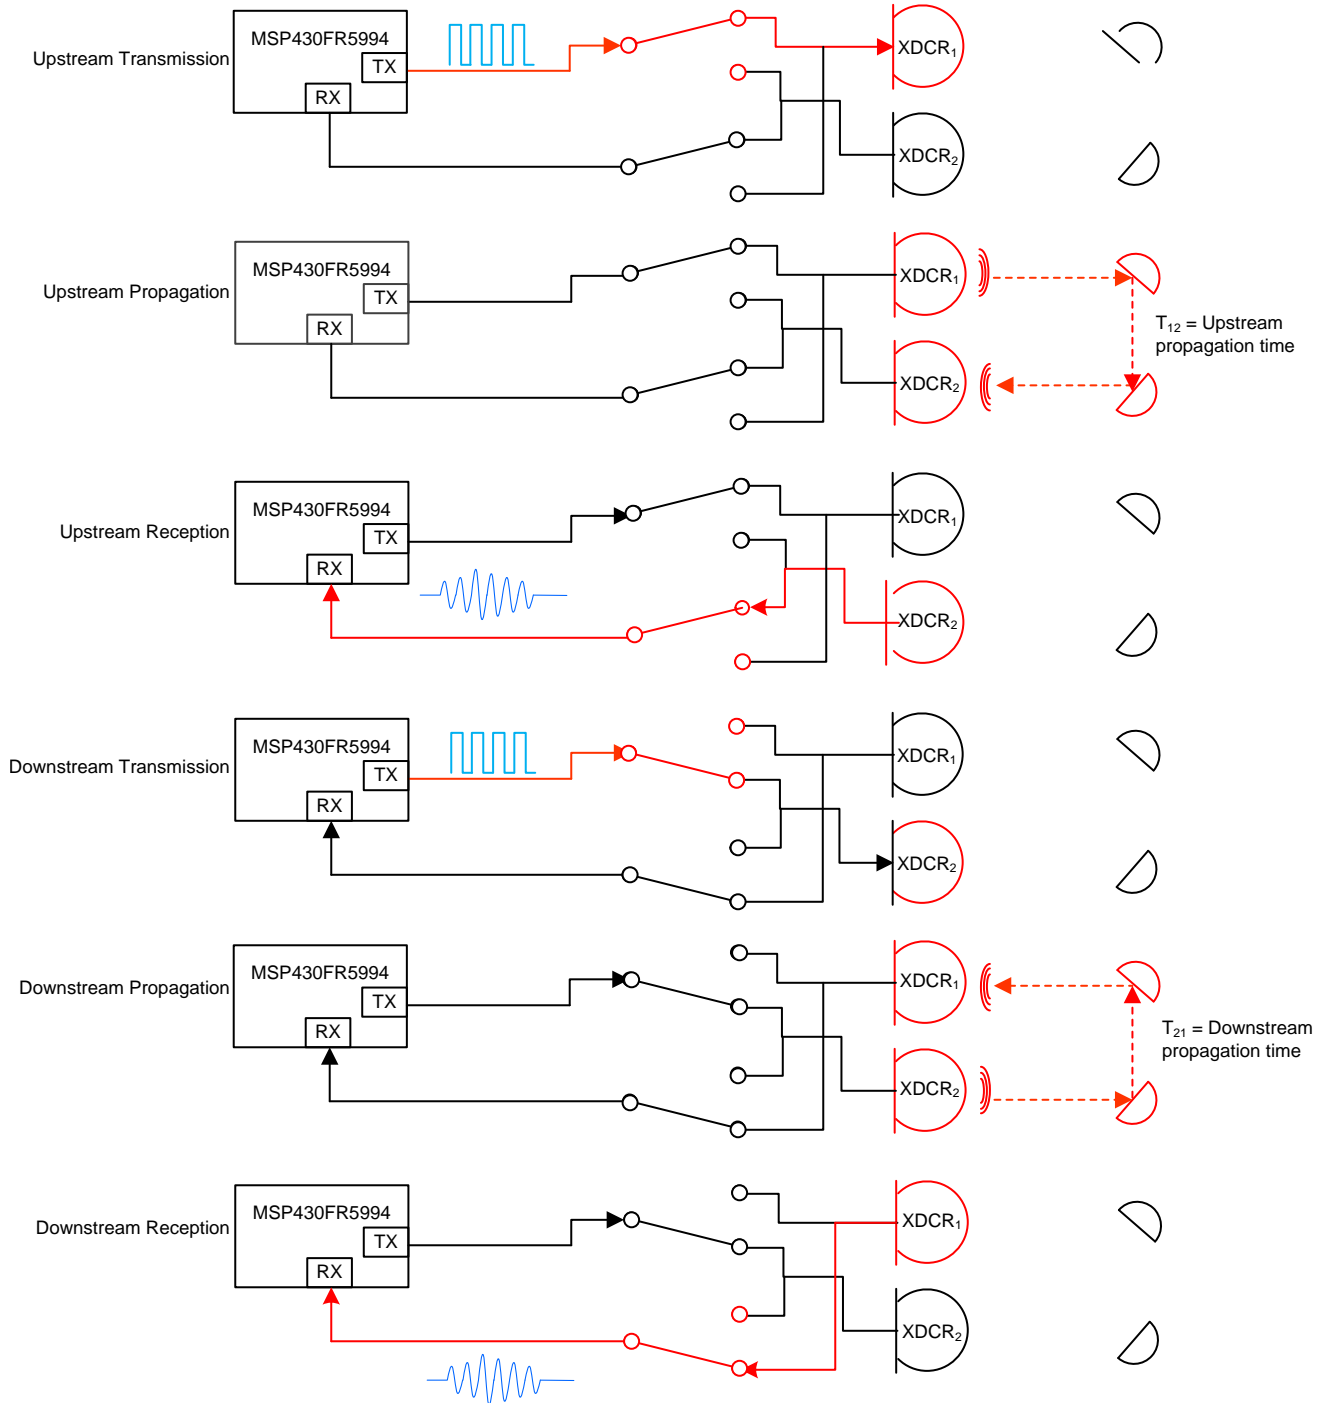 Upstream Transmission
MSP430FR5994
TX
RX
XDCR1
XDCR2
Upstream Propagation
MSP430FR5994
TX
RX
XDCR1
XDCR2
T12 = Upstream
propagation time
Upstream Reception
MSP430FR5994
TX
RX
XDCR1
XDCR2
Downstream Transmission
MSP430FR5994
TX
RX
XDCR1
XDCR2
Downstream Propagation
MSP430FR5994
TX
RX
XDCR1
XDCR2
T21 = Downstream
propagation time
Downstream Reception
MSP430FR5994
TX
RX
XDCR1
XDCR2